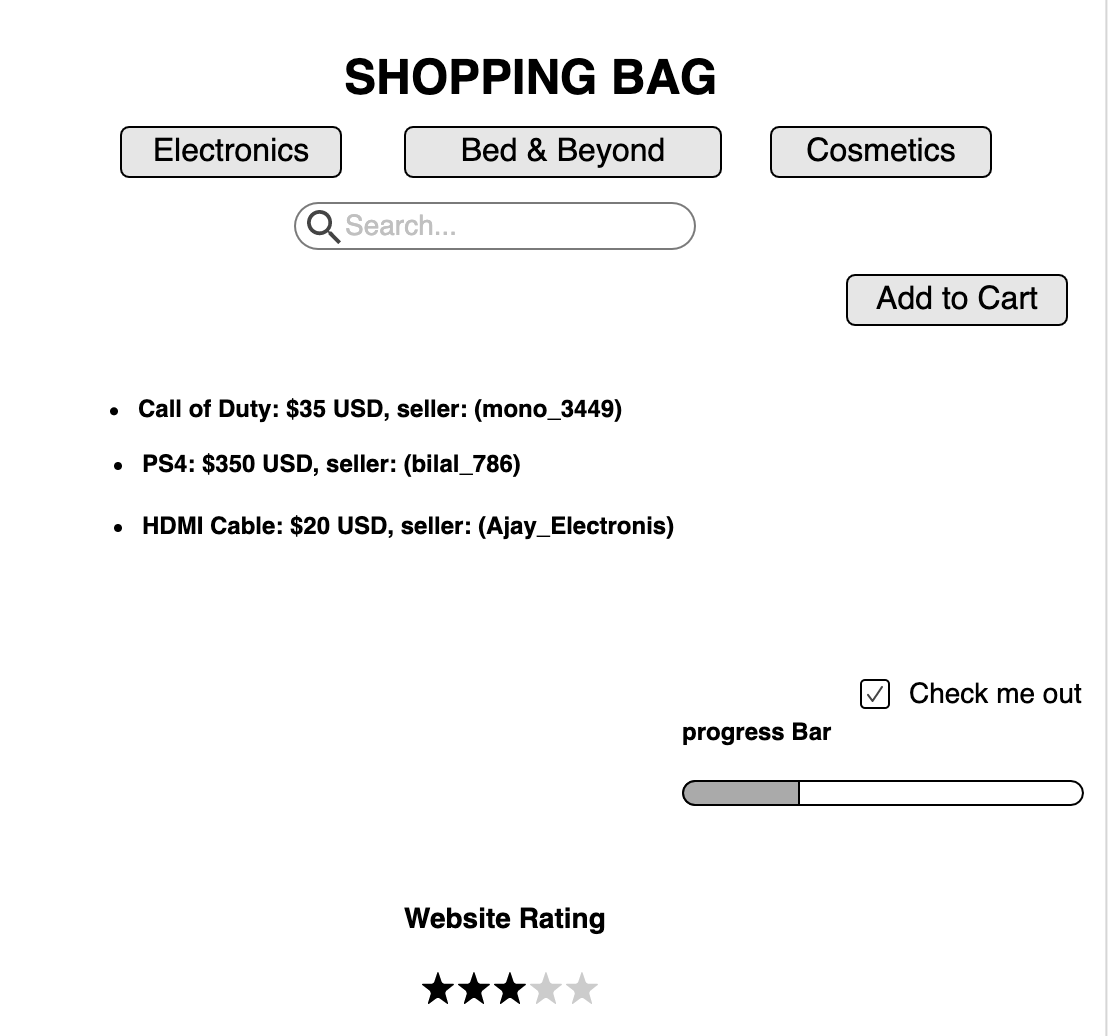 SHOPPING BAG
Electronics Bed & Beyond Cosmetics
Search...
Add to Cart
• Call of Duty: $35 USD, seller: (mono_3449)
• PS4: $350 USD, seller: (bilal_786)
• HDMI Cable: $20 USD, seller: (Ajay_Electronis)
Check me out
progress Bar
Website Rating